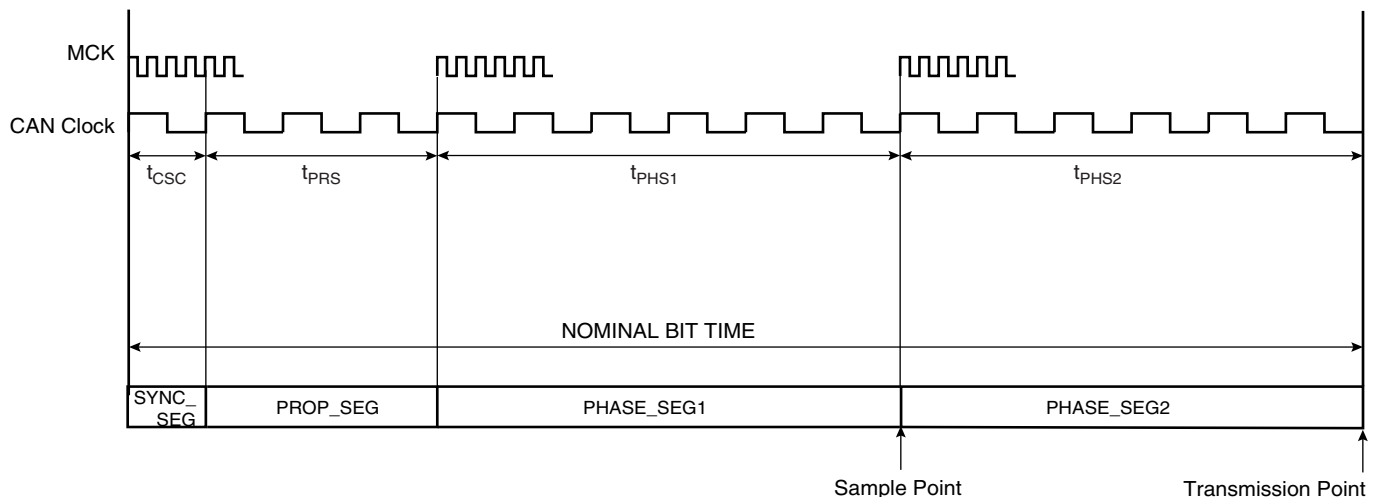 MCK
CAN Clock
tCSC
tPRS
tPHS1
tPHS2
NOMINAL BIT TIME
SYNC_
SEG
PROP_SEG
PHASE_SEG1
PHASE_SEG2
Sample Point
Transmission Point